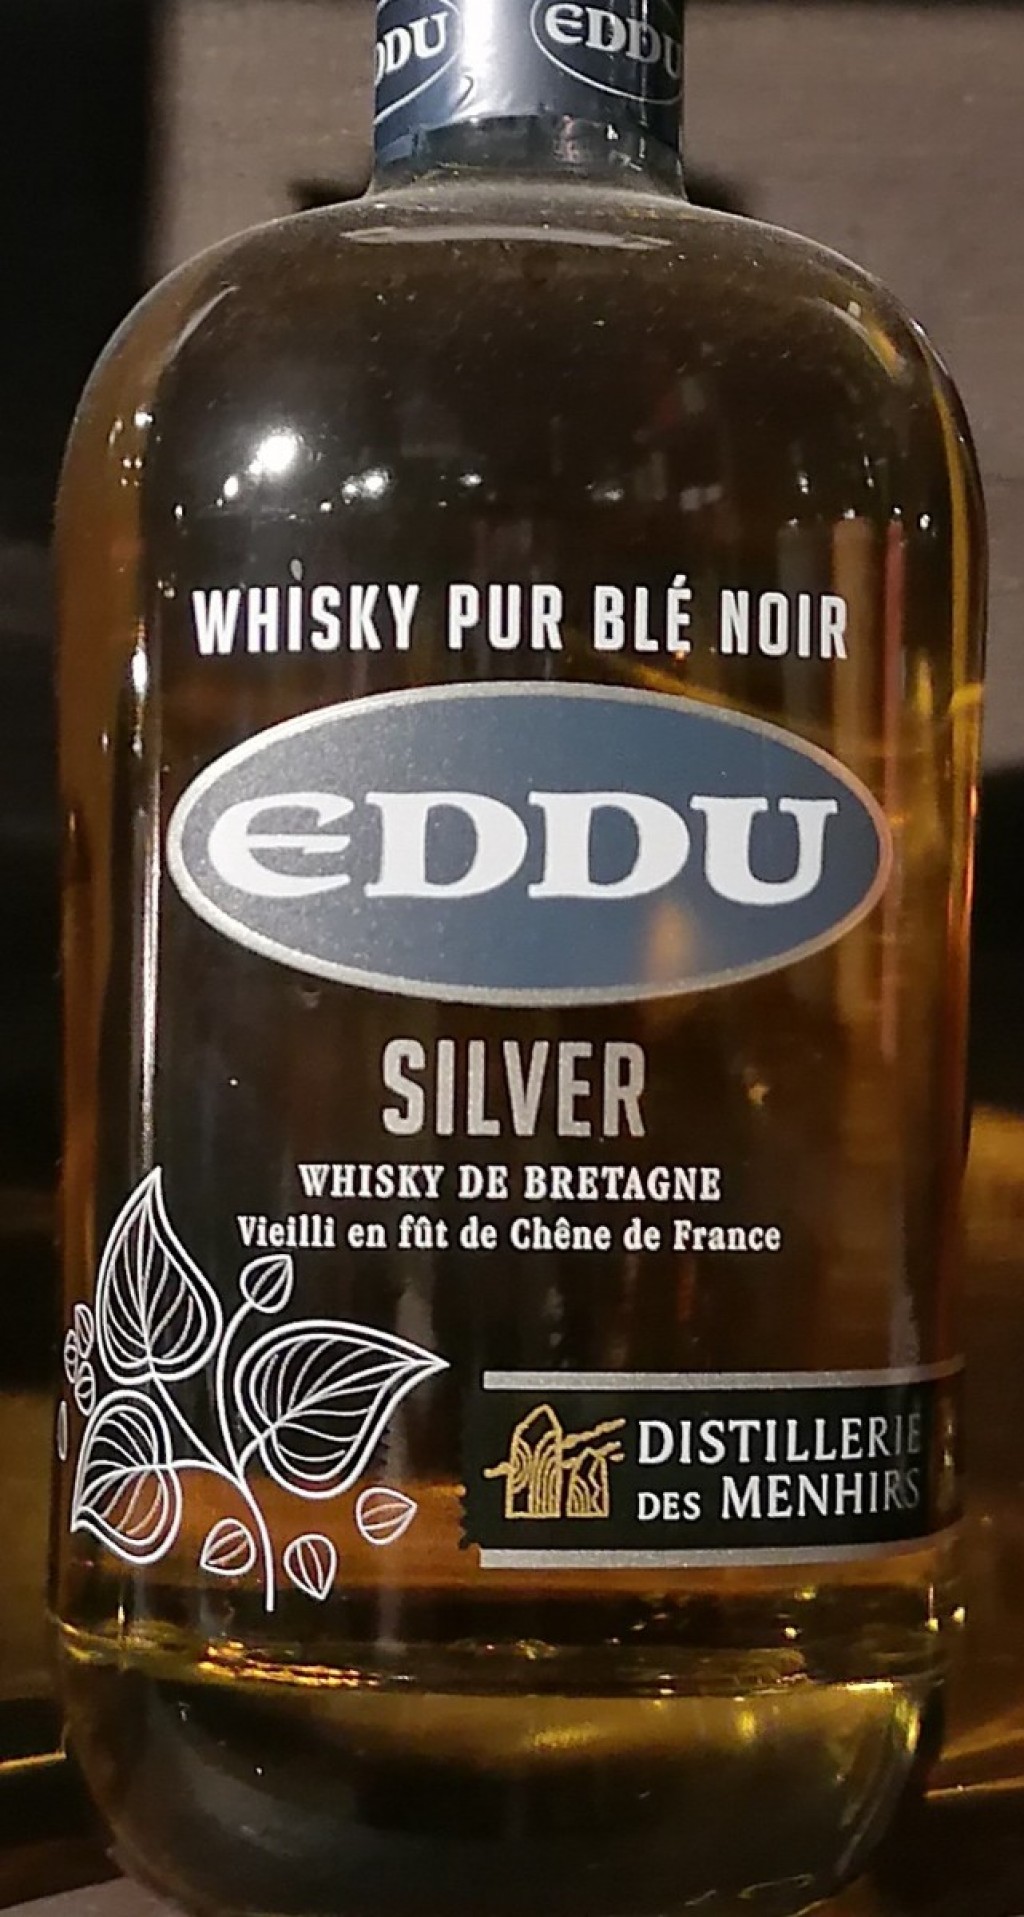 EDDU
WHISKY PUR BLÉ NOIR
EDDU
SILVER
WHISKY DE BRETAGNE
Vieilli en fût de Chêne de France
DISTILLERIE
DES MENHIRS